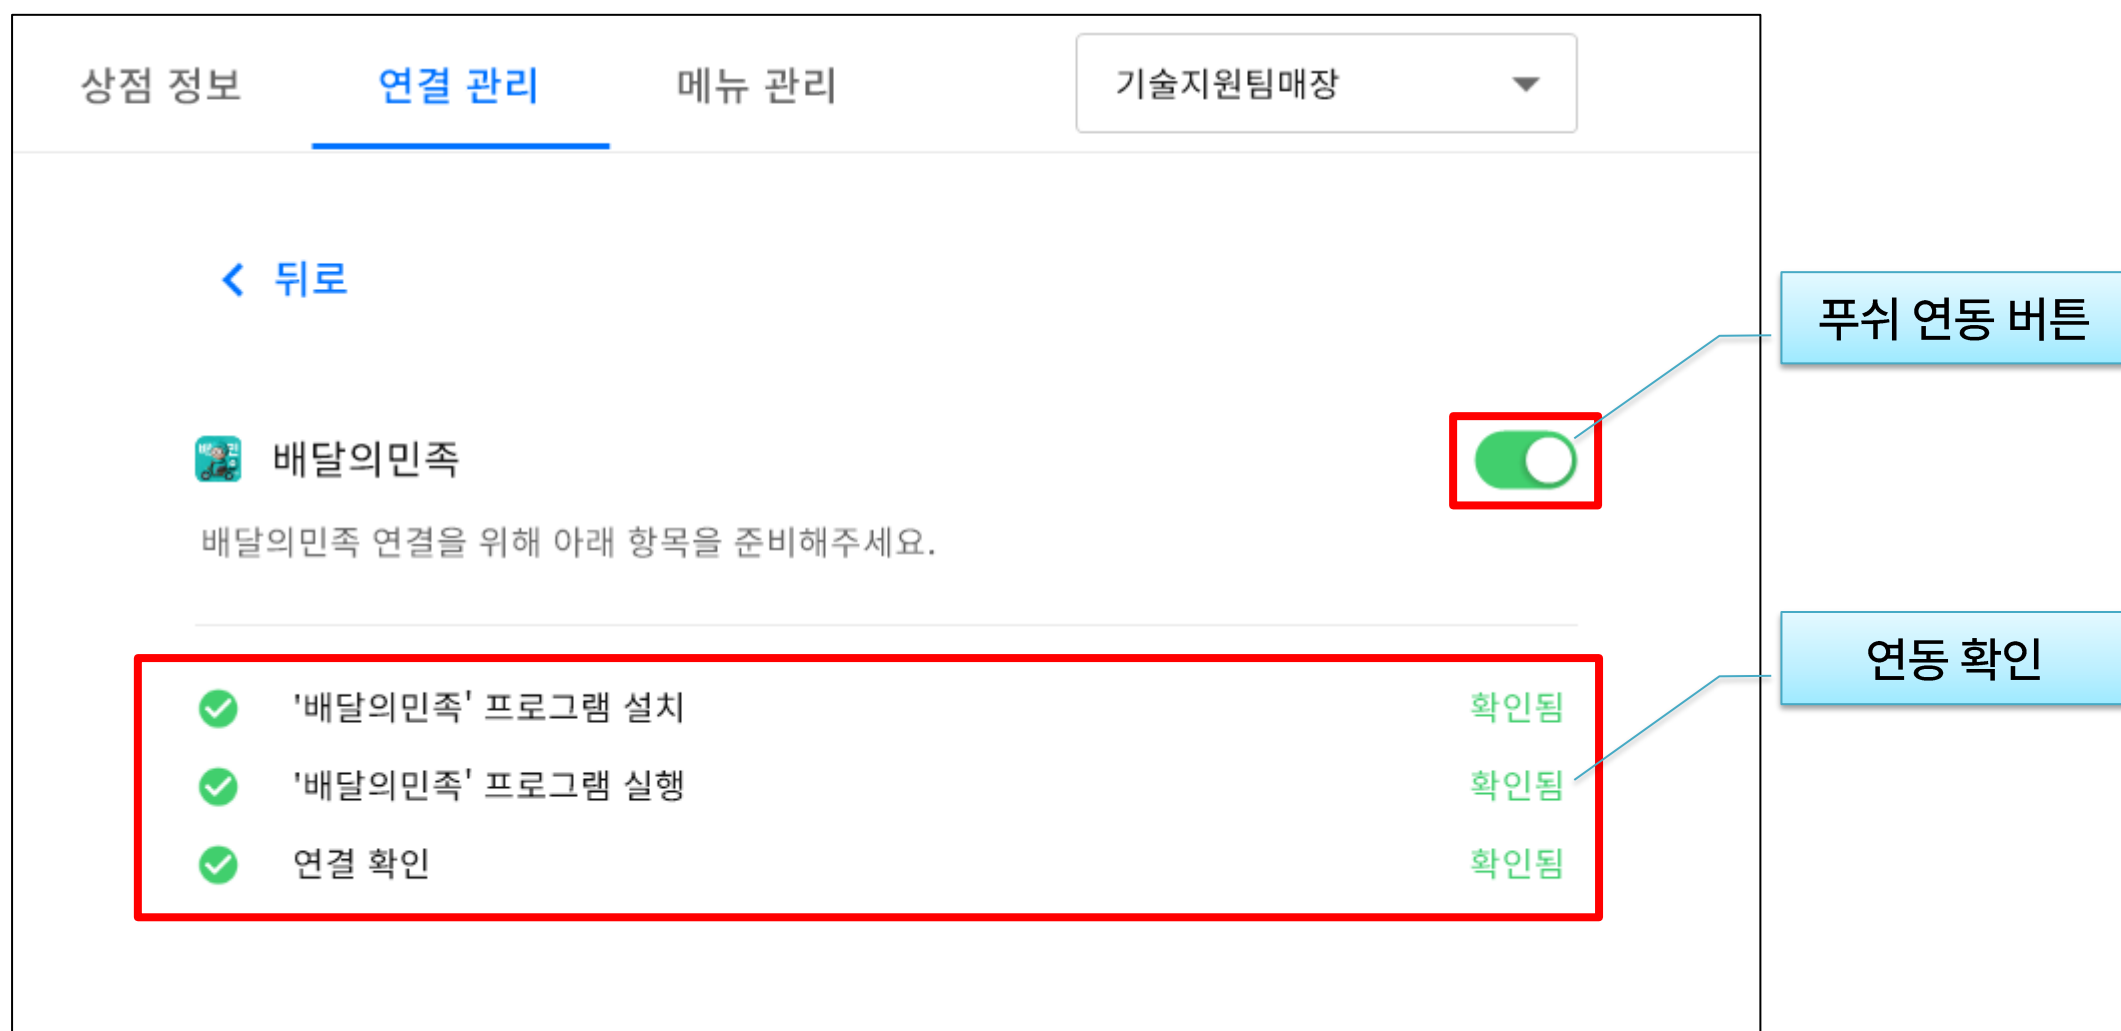 상점 정보 연결 관리 메뉴 관리 기술지원팀매장
뒤로
푸쉬 연동 버튼
배달의민족
배달의민족 연결을 위해 아래 항목을 준비해주세요.
연동 확인
'배달의민족' 프로그램 설치 확인됨
'배달의민족' 프로그램 실행 확인됨
연결 확인 확인됨